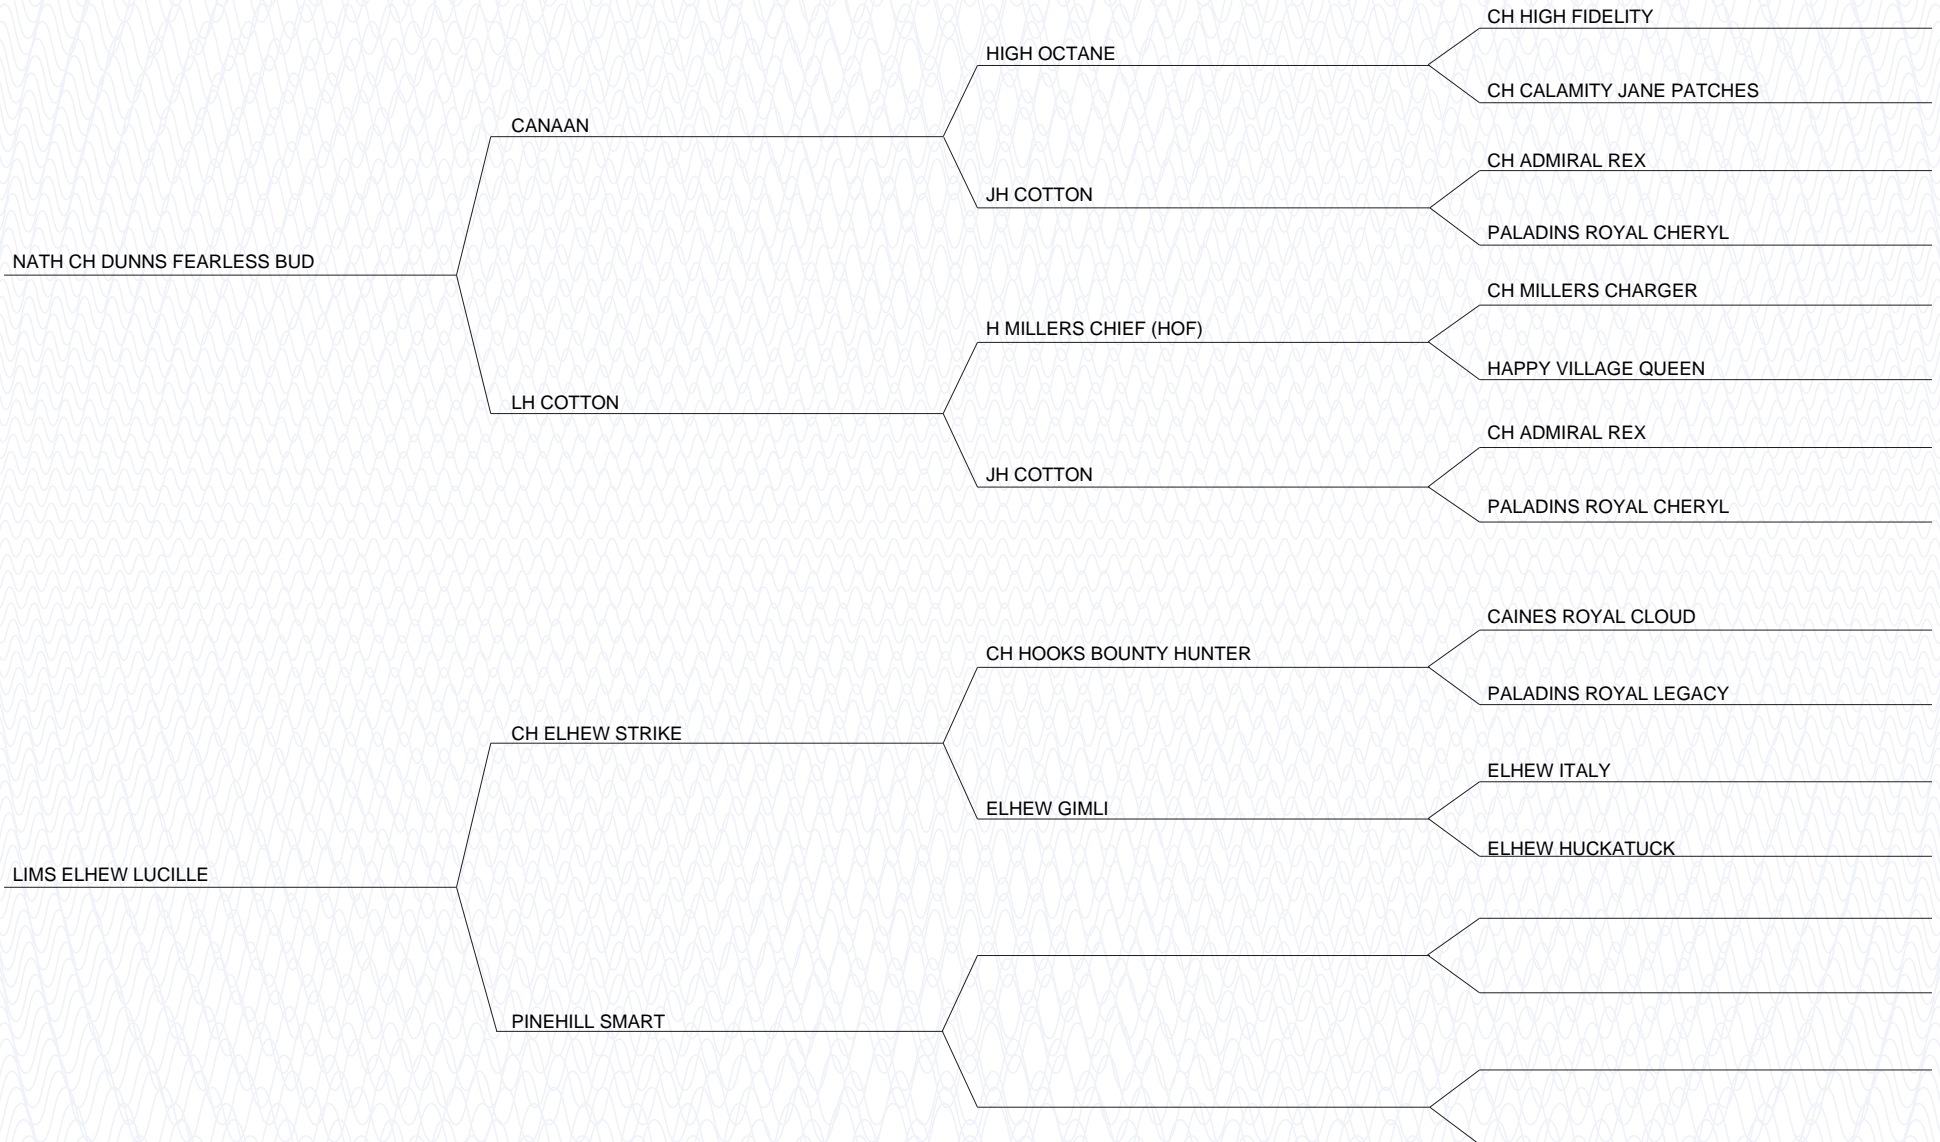 CH HIGH FIDELITY
HIGH OCTANE
CH CALAMITY JANE PATCHES
CANAAN
CH ADMIRAL REX
JH COTTON
PALADINS ROYAL CHERYL
NATH CH DUNNS FEARLESS BUD
CH MILLERS CHARGER
H MILLERS CHIEF (HOF)
HAPPY VILLAGE QUEEN
LH COTTON
CH ADMIRAL REX
JH COTTON
PALADINS ROYAL CHERYL
CAINES ROYAL CLOUD
CH HOOKS BOUNTY HUNTER
PALADINS ROYAL LEGACY
CH ELHEW STRIKE
ELHEW ITALY
ELHEW GIMLI
ELHEW HUCKATUCK
LIMS ELHEW LUCILLE
PINEHILL SMART